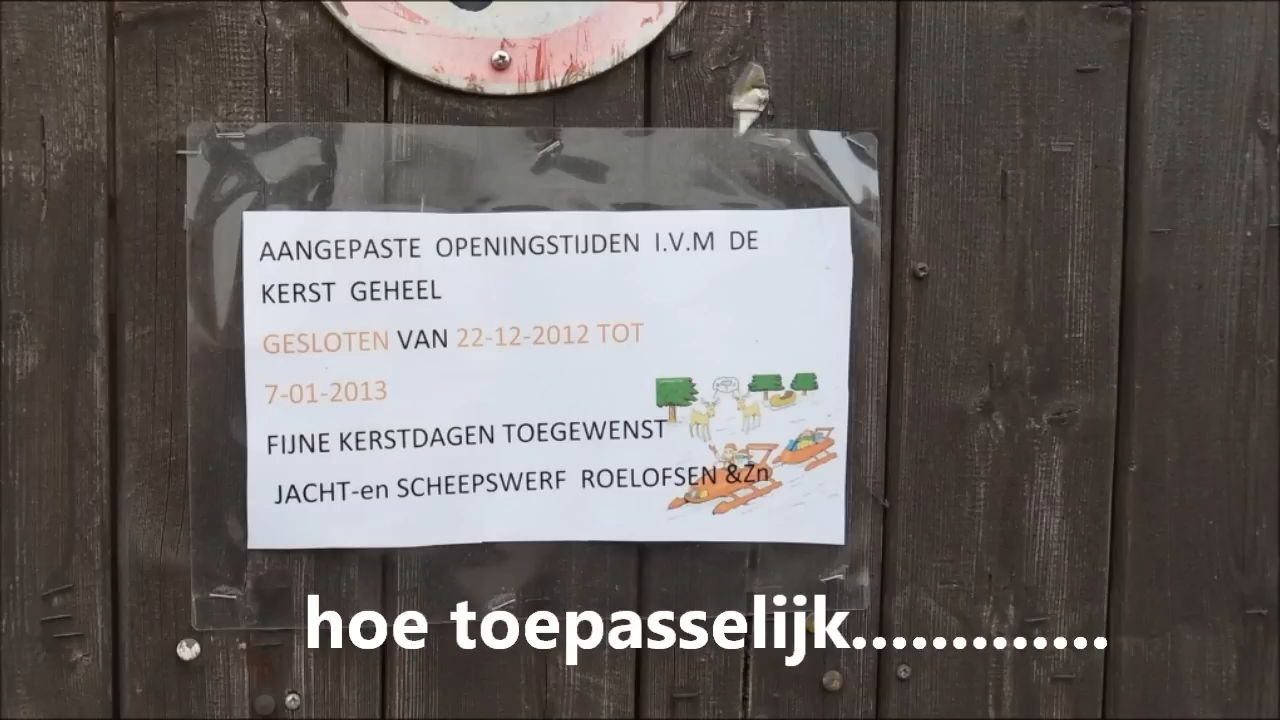 AANGEPASTE OPENINGSTIJDEN I.V.M DE
KERST GEHEEL
GESLOTEN VAN 22-12-2012 TOT
7-01-2013
FIJNE KERSTDAGEN TOEGEWENST
JACHT-en SCHEEPSWERF ROELOFSEN &Zn
hoe toepasselijk.............